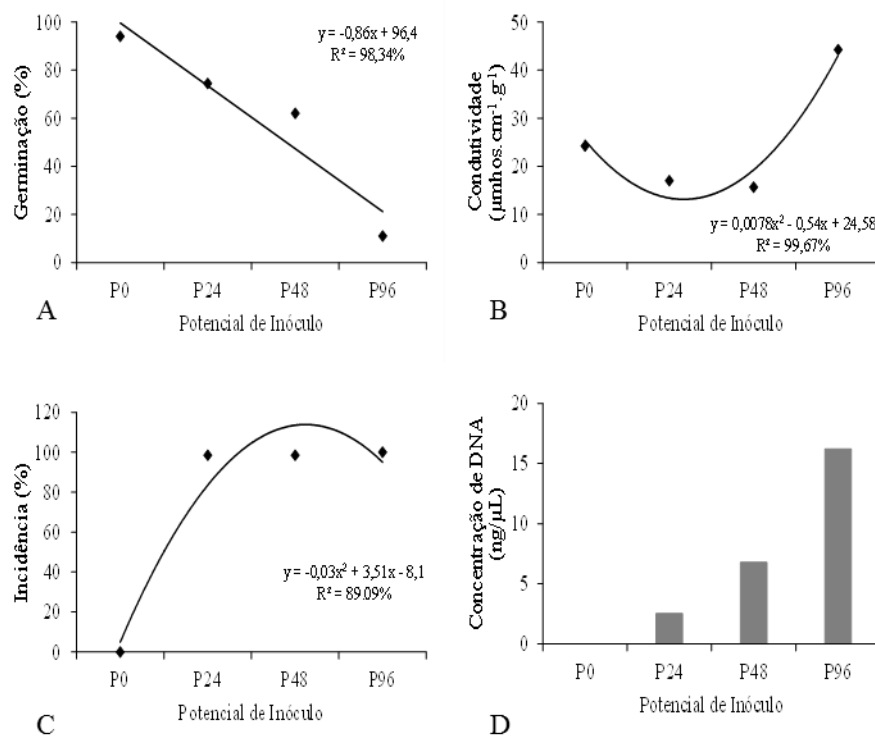 Germinação (%)
100
80
60
40
20
0
y = -0,86x + 96,4
R² = 98,34%
P0 P24 P48 P96
Potencial de Inóculo
A
Condutividade
(µmhos.cm⁻¹.g⁻¹)
50
40
30
20
10
0
y = 0,0078x² - 0,54x + 24,58
R² = 99,67%
P0 P24 P48 P96
Potencial de Inóculo
B
Incidência (%)
120
100
80
60
40
20
0
y = -0,03x² + 3,51x - 8,1
R² = 89.09%
P0 P24 P48 P96
Potencial de Inóculo
C
Concentração de DNA
(ng/µL)
20
15
10
5
0
P0 P24 P48 P96
Potencial de Inóculo
D